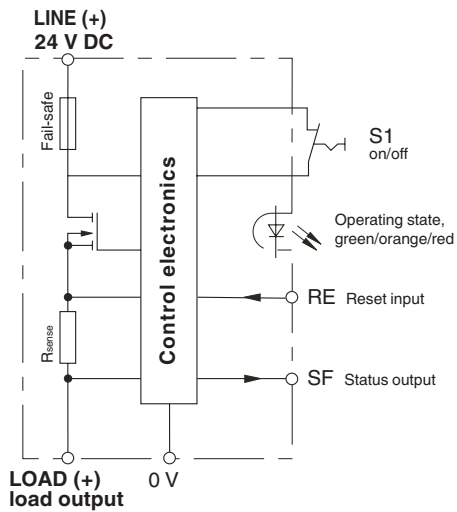 LINE (+)
24 V DC
Fail-safe
Control electronics
S1
on/off
Operating state,
green/orange/red
RE Reset input
Rsense
SF Status output
LOAD (+)
load output
0 V